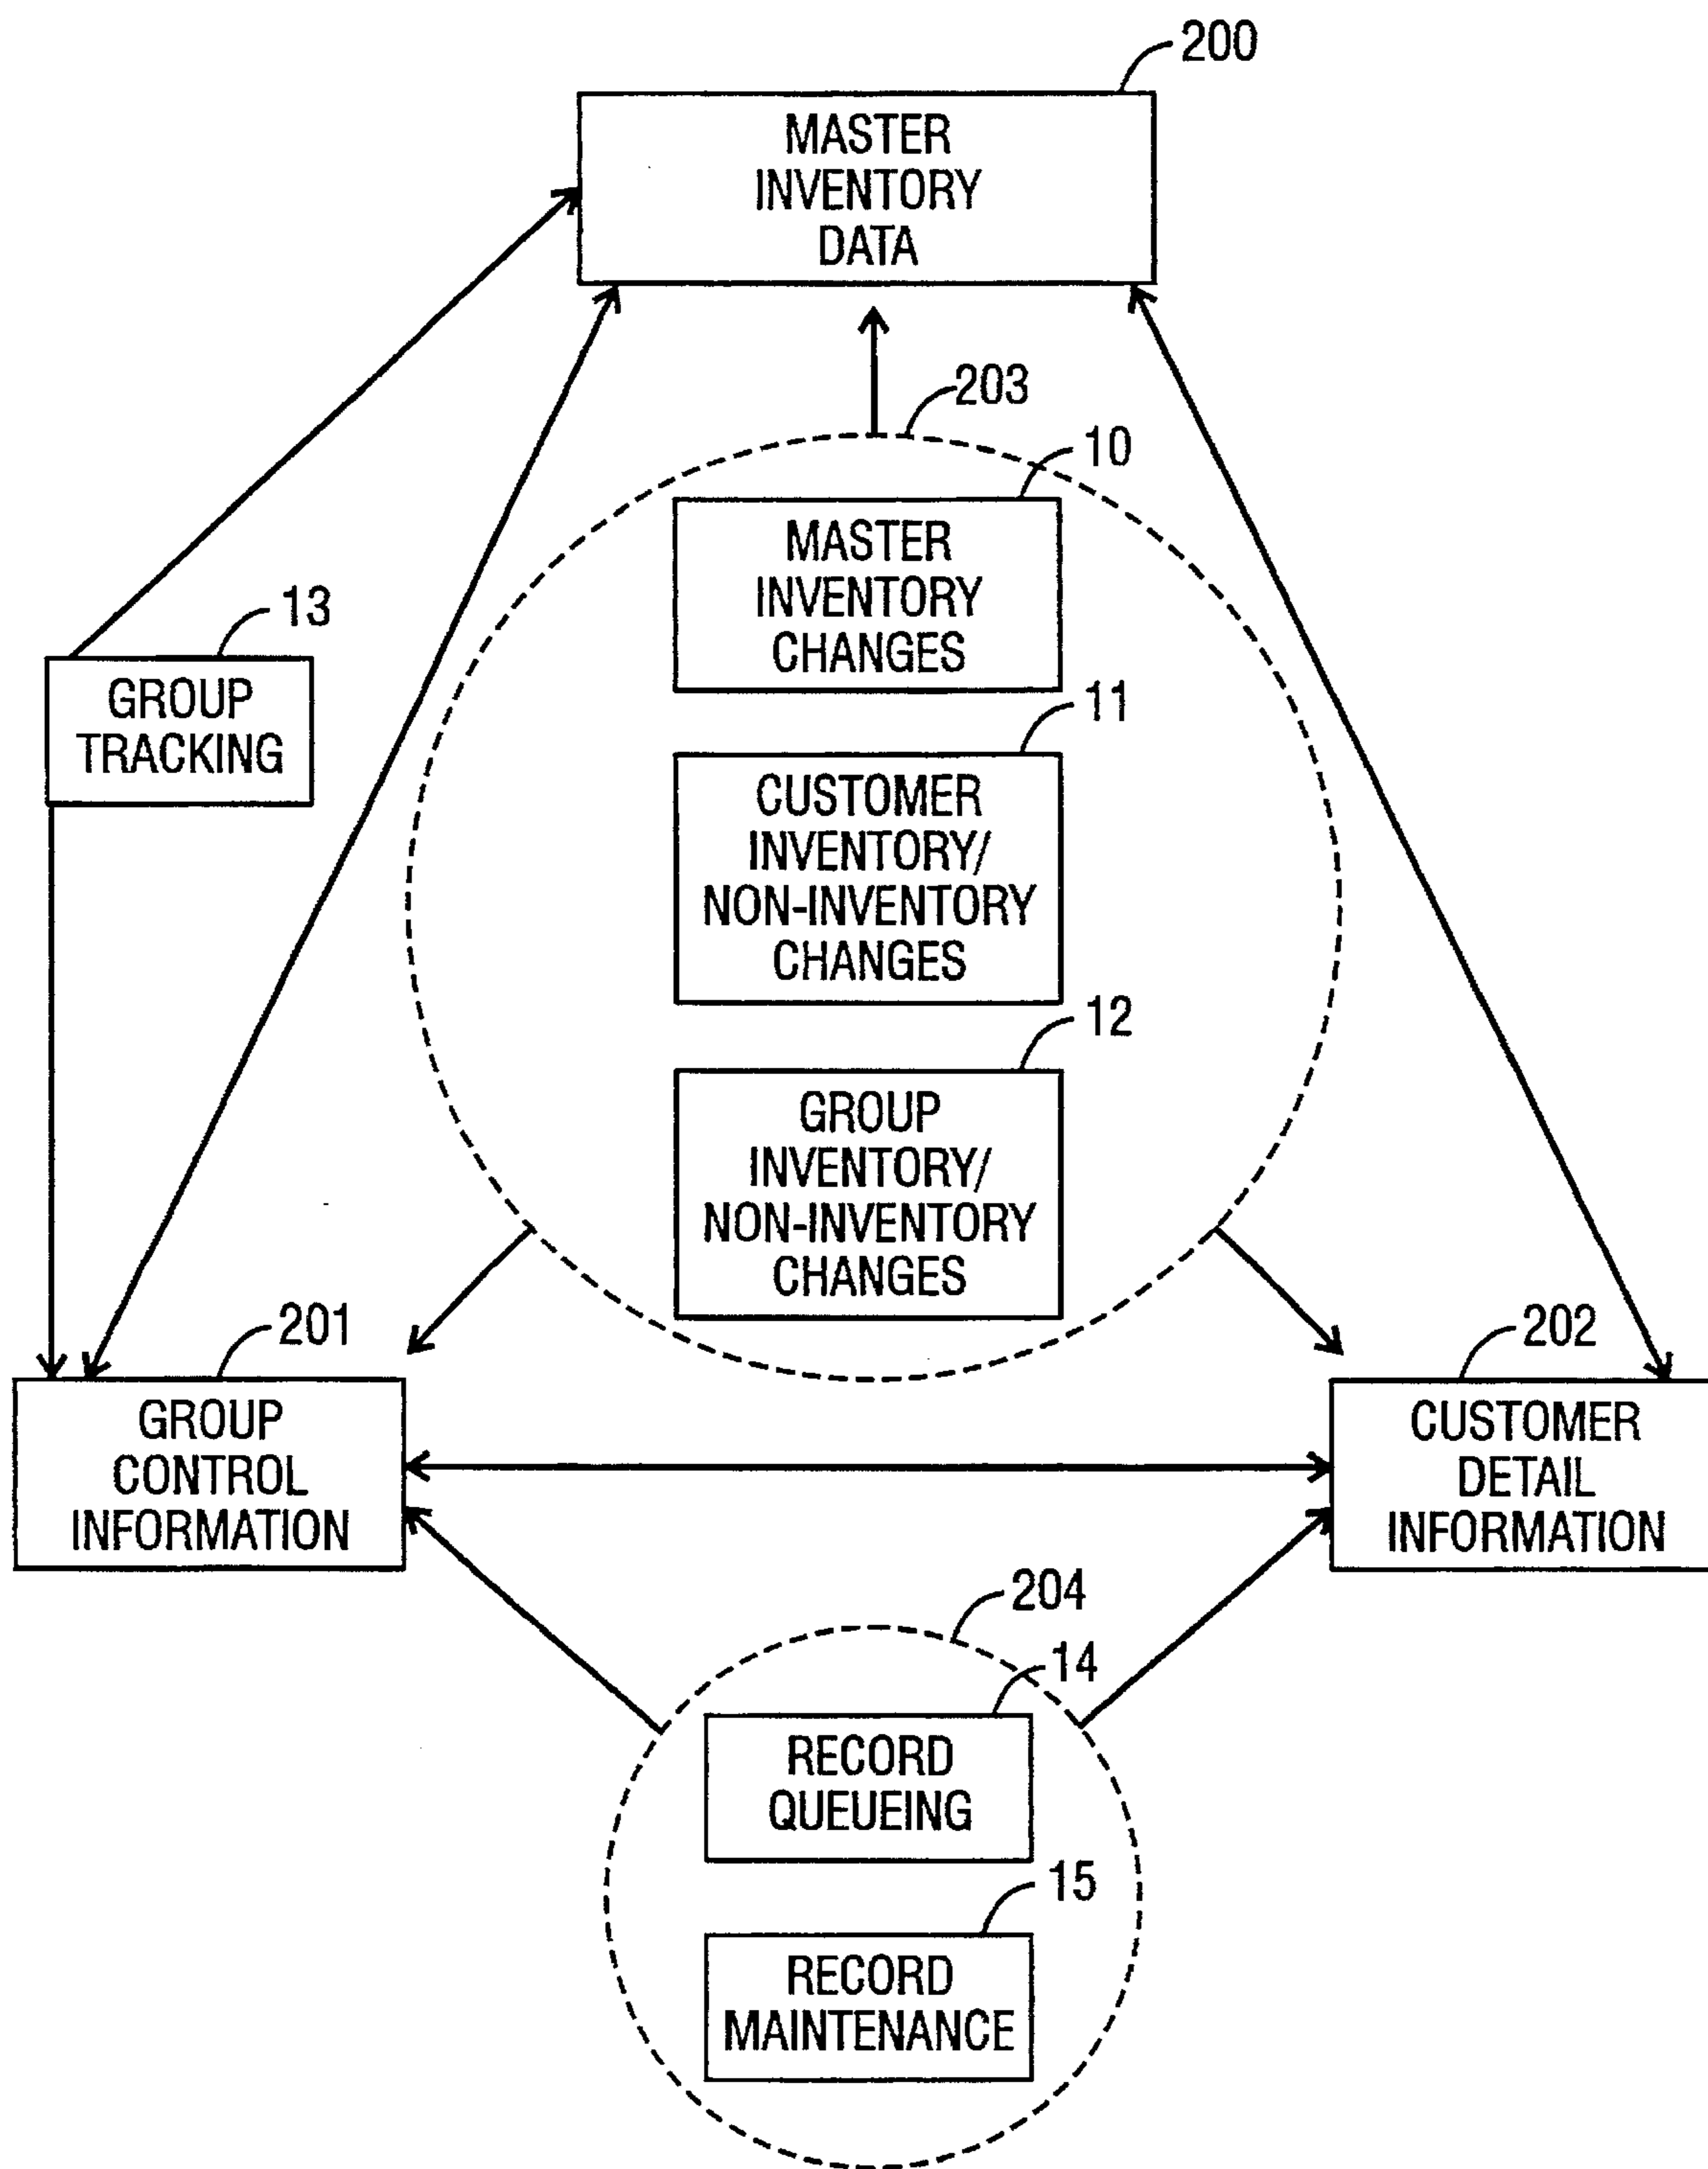 200
MASTER
INVENTORY
DATA
203
10
MASTER
INVENTORY
CHANGES
13
GROUP
TRACKING
11
CUSTOMER
INVENTORY/
NON-INVENTORY
CHANGES
12
GROUP
INVENTORY/
NON-INVENTORY
CHANGES
201
GROUP
CONTROL
INFORMATION
202
CUSTOMER
DETAIL
INFORMATION
204
14
RECORD
QUEUEING
15
RECORD
MAINTENANCE